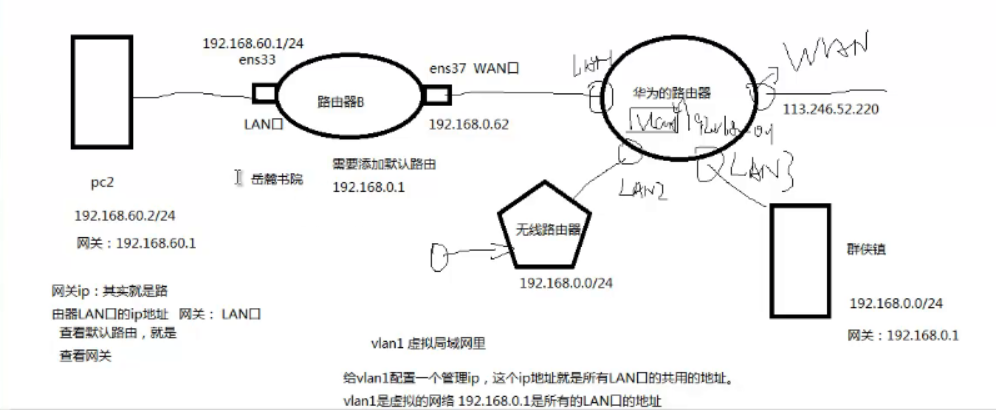 192.168.60.1/24
ens33
ens37 WAN口
LAN1
WAN
路由器B
华为的路由器
LAN口
192.168.0.62
113.246.52.220
vlan1
需要添加默认路由
192.168.0.1
岳麓书院
LAN2
LAN3
pc2
192.168.60.2/24
网关：192.168.60.1
无线路由器
192.168.0.0/24
群侠镇
192.168.0.0/24
网关：192.168.0.1
网关ip：其实就是路
由器LAN口的ip地址 网关： LAN口
查看默认路由，就是
查看网关
vlan1 虚拟局域网里
给vlan1配置一个管理ip，这个ip地址就是所有LAN口的共用的地址。
vlan1是虚拟的网络 192.168.0.1是所有的LAN口的地址